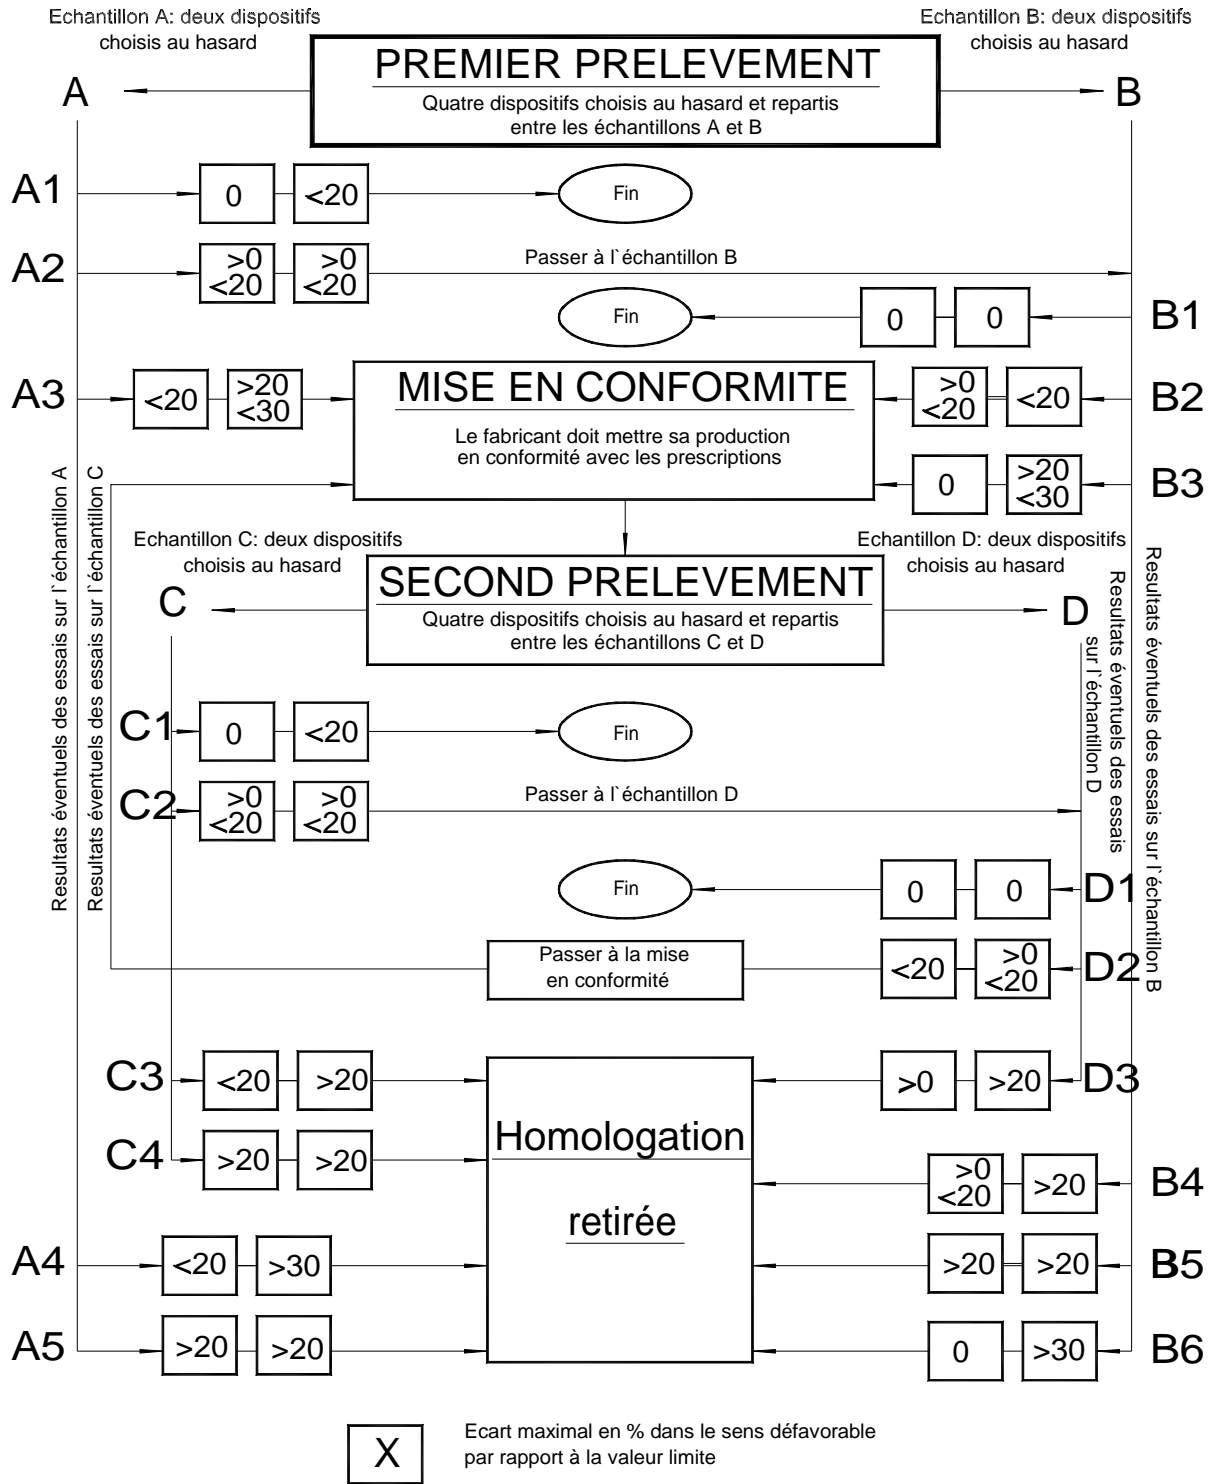 Echantillon A: deux dispositifs
choisis au hasard
Echantillon B: deux dispositifs
choisis au hasard
PREMIER PRELEVEMENT
Quatre dispositifs choisis au hasard et repartis
entre les échantillons A et B
A
B
A1
0
<20
Fin
A2
>0
<20
>0
<20
Passer à l`échantillon B
Fin
0
0
B1
A3
<20
>20
<30
MISE EN CONFORMITE
Le fabricant doit mettre sa production
en conformité avec les prescriptions
>0
<20
<20
B2
0
>20
<30
B3
Resultats éventuels des essais sur l`échantillon A
Resultats éventuels des essais sur l`échantillon C
Echantillon C: deux dispositifs
choisis au hasard
Echantillon D: deux dispositifs
choisis au hasard
SECOND PRELEVEMENT
Quatre dispositifs choisis au hasard et repartis
entre les échantillons C et D
C
D
Resultats éventuels des essais
sur l`échantillon D
Resultats éventuels des essais sur l`échantillon B
C1
0
<20
Fin
C2
>0
<20
>0
<20
Passer à l`échantillon D
Fin
0
0
D1
Passer à la mise
en conformité
<20
>0
<20
D2
C3
<20
>20
Homologation
retirée
>0
>20
D3
C4
>20
>20
>0
<20
>20
B4
A4
<20
>30
>20
>20
B5
A5
>20
>20
0
>30
B6
X
Ecart maximal en % dans le sens défavorable
par rapport à la valeur limite